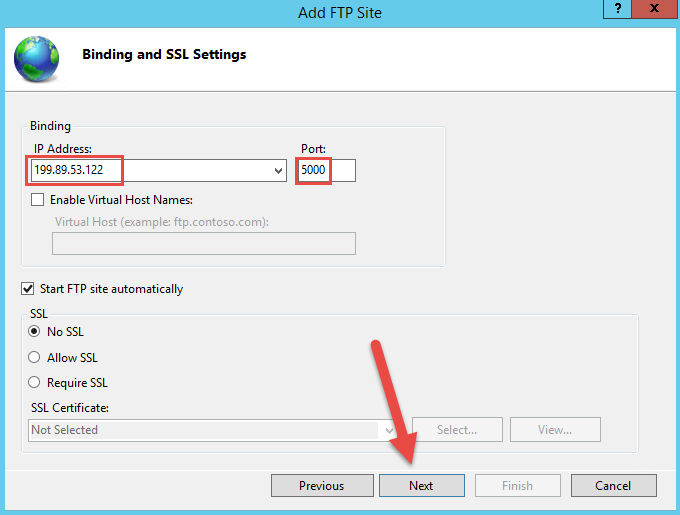 Add FTP Site
? X
Binding and SSL Settings
Binding
IP Address:
Port:
199.89.53.122
5000
Enable Virtual Host Names:
Virtual Host (example: ftp.contoso.com):
Start FTP site automatically
SSL
No SSL
Allow SSL
Require SSL
SSL Certificate:
Not Selected
Select...
View...
Previous
Next
Finish
Cancel